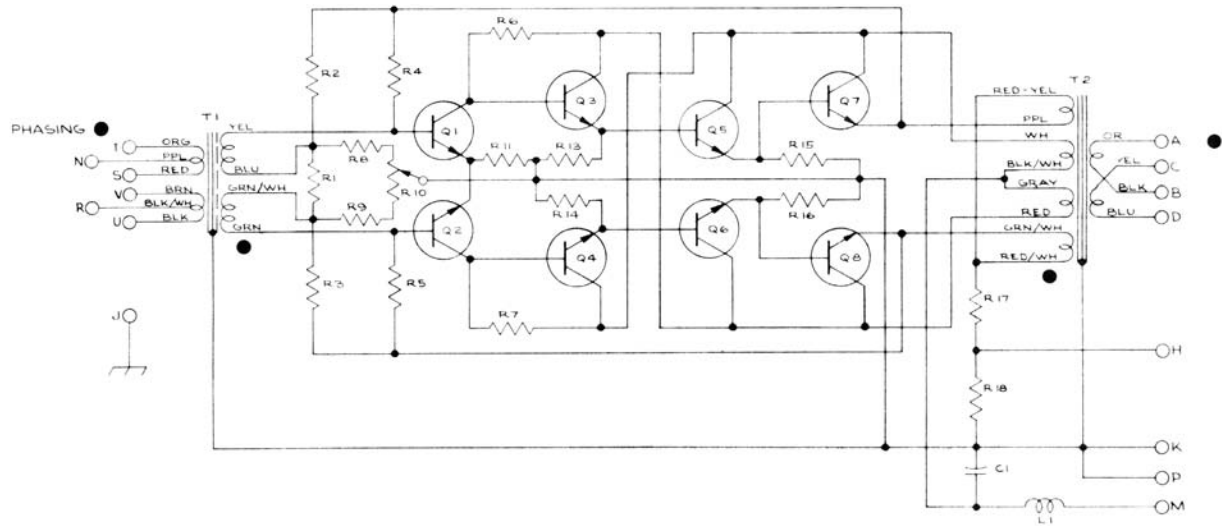 R6
R2
R4
Q3
Q7
T2
RED-YEL
Q1
Q5
PPL
PHASING
T1
YEL
WH
OR
A
T
ORG
R8
R11
R13
R15
YEL
C
N
PPL
BLU
BLK/WH
BLK
B
S
RED
R1
R10
GRAY
V
BRN
GRN/WH
R14
R16
RED
BLU
D
R
BLK/WH
R9
Q2
Q6
GRN/WH
U
BLK
GRN
Q4
Q8
RED/WH
R3
R5
R17
J
R7
H
R18
K
C1
P
M
L1